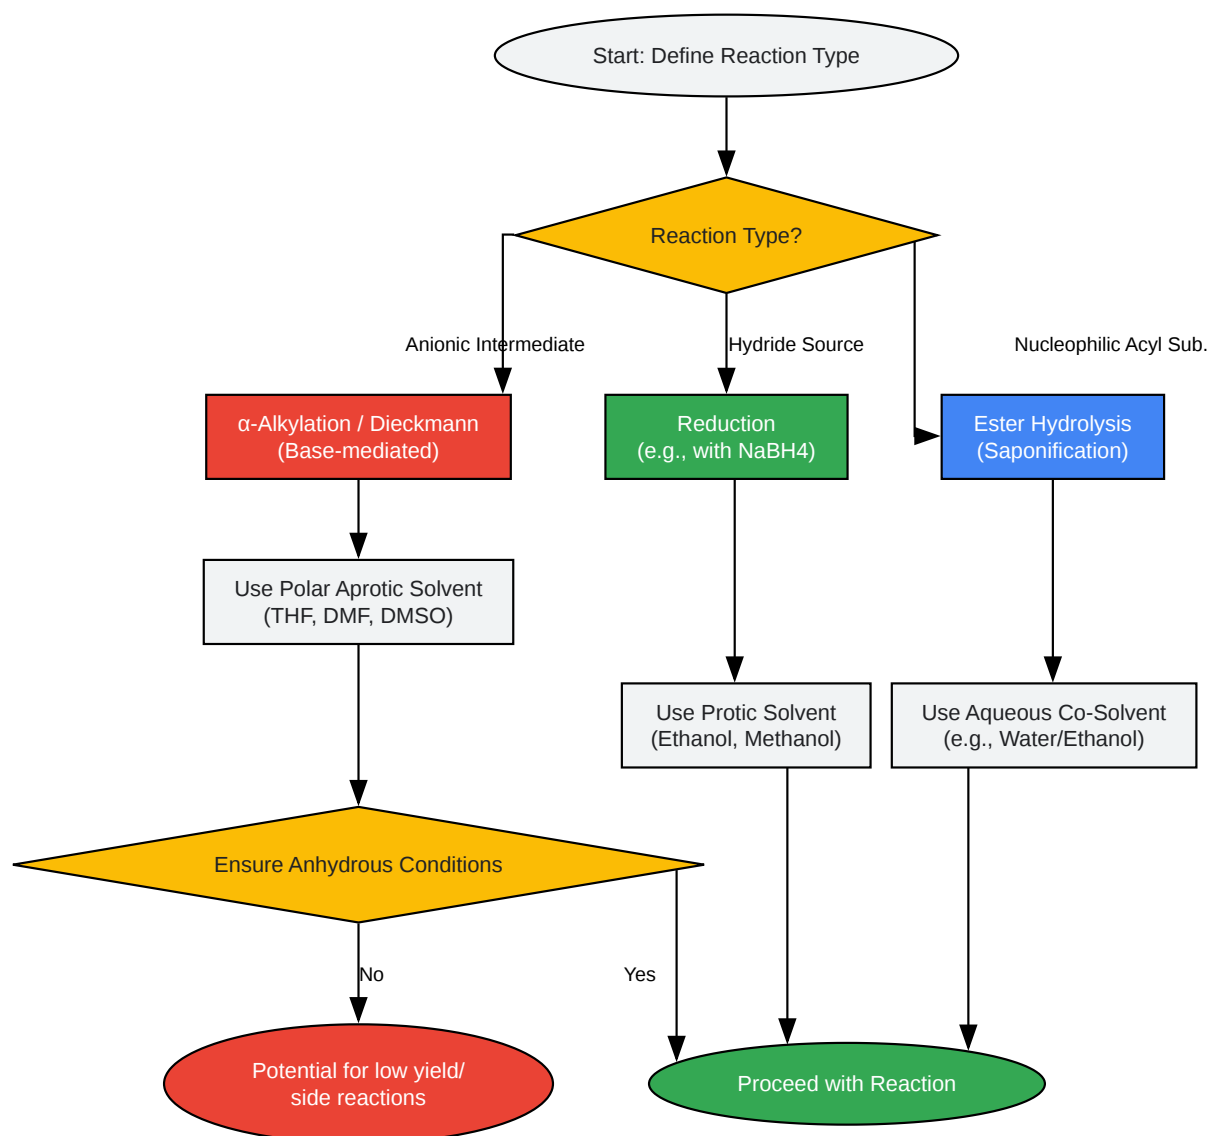 Start: Define Reaction Type
Reaction Type?
Anionic Intermediate
Hydride Source
Nucleophilic Acyl Sub.
α-Alkylation / Dieckmann
(Base-mediated)
Reduction
(e.g., with NaBH4)
Ester Hydrolysis
(Saponification)
Use Polar Aprotic Solvent
(THF, DMF, DMSO)
Use Protic Solvent
(Ethanol, Methanol)
Use Aqueous Co-Solvent
(e.g., Water/Ethanol)
Ensure Anhydrous Conditions
No
Yes
Potential for low yield/
side reactions
Proceed with Reaction